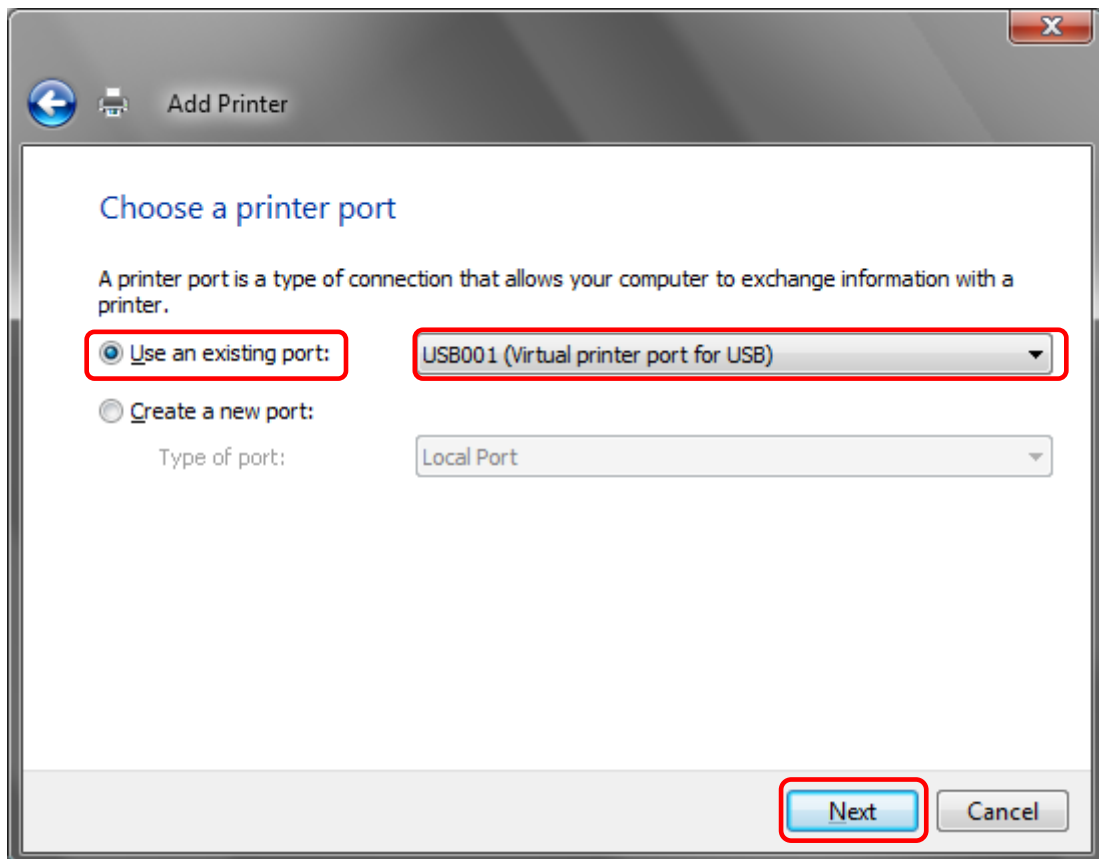 Add Printer
Choose a printer port
A printer port is a type of connection that allows your computer to exchange information with a
printer.
Use an existing port: USB001 (Virtual printer port for USB)
Create a new port:
Type of port: Local Port
Next Cancel